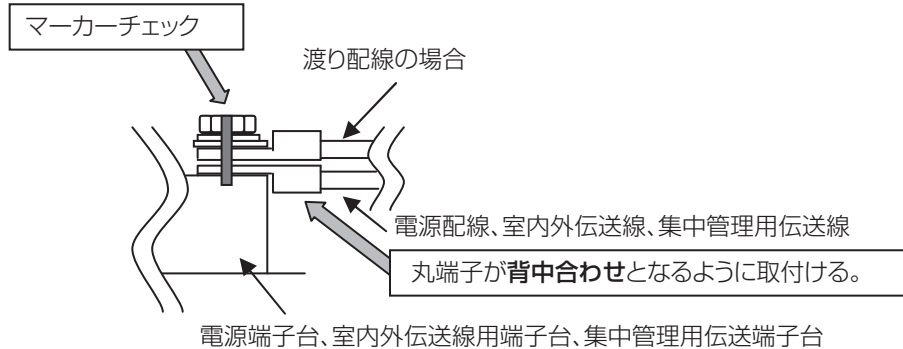 マーカーチェック
渡り配線の場合
電源配線、室内外伝送線、集中管理用伝送線
丸端子が背中合わせとなるように取付ける。
電源端子台、室内外伝送線用端子台、集中管理用伝送端子台